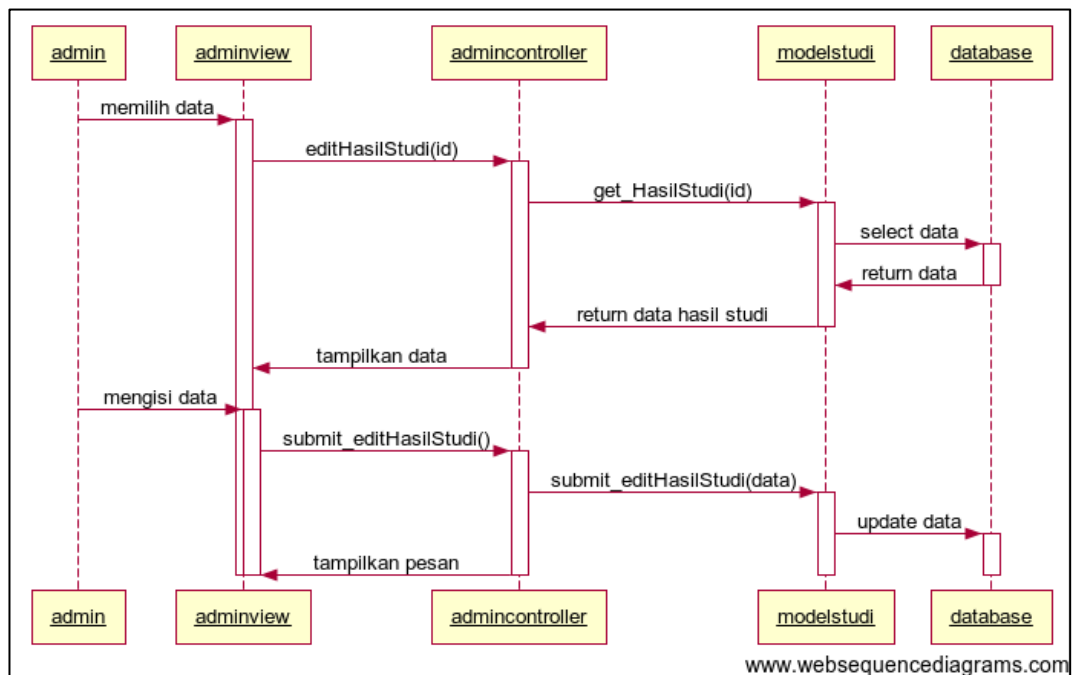 admin
adminview
admincontroller
modelstudi
database
memilih data
editHasilStudi(id)
get_HasilStudi(id)
select data
return data
return data hasil studi
tampilkan data
mengisi data
submit_editHasilStudi()
submit_editHasilStudi(data)
update data
tampilkan pesan
admin
adminview
admincontroller
modelstudi
database
www.websequencediagrams.com